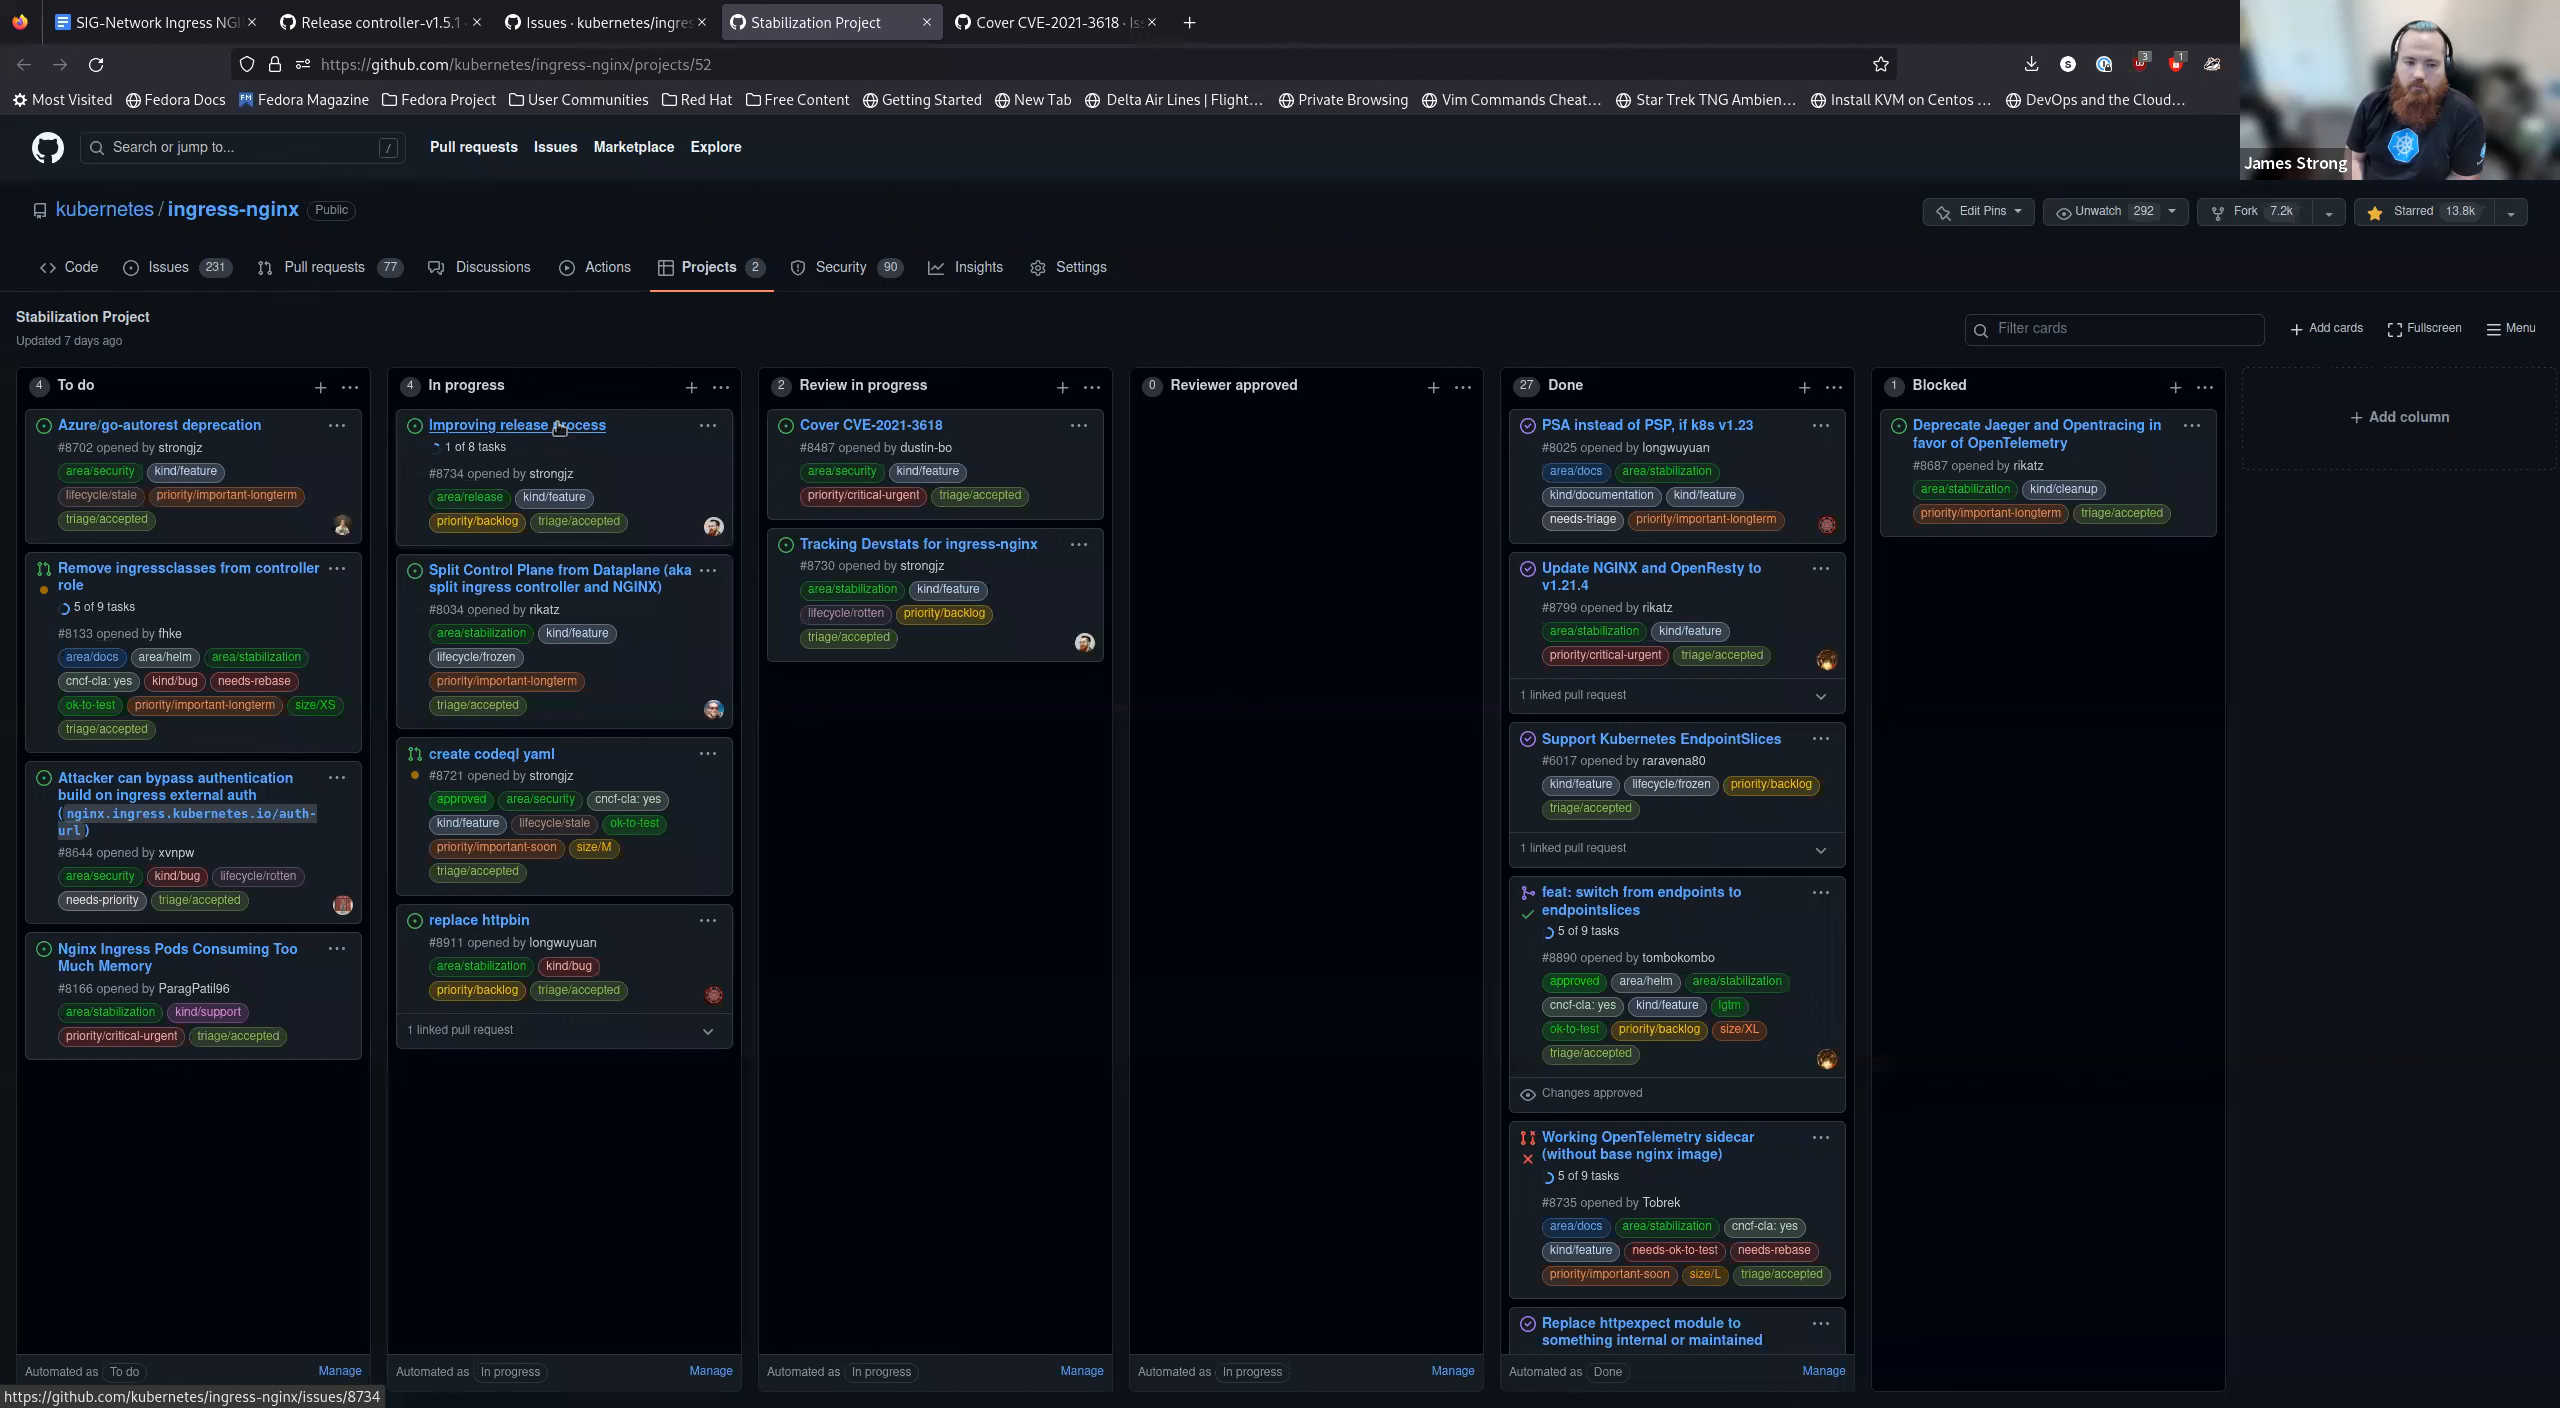 SIG-Network Ingress NGI
Release controller-v1.5.1 ·
Issues · kubernetes/ingres
Stabilization Project
Cover CVE-2021-3618 · Is
https://github.com/kubernetes/ingress-nginx/projects/52
3
1
Most Visited
Fedora Docs
Fedora Magazine
Fedora Project
User Communities
Red Hat
Free Content
Getting Started
New Tab
Delta Air Lines | Flight...
Private Browsing
Vim Commands Cheat...
Star Trek TNG Ambien...
Install KVM on Centos ...
DevOps and the Cloud...
James Strong
Search or jump to...
/
Pull requests
Issues
Marketplace
Explore
kubernetes / ingress-nginx
Public
Edit Pins
Unwatch 292
Fork 7.2k
Starred 13.8k
Code
Issues 231
Pull requests 77
Discussions
Actions
Projects 2
Security 90
Insights
Settings
Stabilization Project
Updated 7 days ago
Filter cards
Add cards
Fullscreen
Menu
4 To do
Azure/go-autorest deprecation
#8702 opened by strongjz
area/security kind/feature
lifecycle/stale priority/important-longterm
triage/accepted
Remove ingressclasses from controller
role
5 of 9 tasks
#8133 opened by fhke
area/docs area/helm area/stabilization
cncf-cla: yes kind/bug needs-rebase
ok-to-test priority/important-longterm size/XS
triage/accepted
Attacker can bypass authentication
build on ingress external auth
( nginx.ingress.kubernetes.io/auth-
url )
#8644 opened by xvnpw
area/security kind/bug lifecycle/rotten
needs-priority triage/accepted
Nginx Ingress Pods Consuming Too
Much Memory
#8166 opened by ParagPatil96
area/stabilization kind/support
priority/critical-urgent triage/accepted
Automated as To do
Manage
4 In progress
Improving release process
1 of 8 tasks
#8734 opened by strongjz
area/release kind/feature
priority/backlog triage/accepted
Split Control Plane from Dataplane (aka
split ingress controller and NGINX)
#8034 opened by rikatz
area/stabilization kind/feature
lifecycle/frozen
priority/important-longterm
triage/accepted
create codeql yaml
#8721 opened by strongjz
approved area/security cncf-cla: yes
kind/feature lifecycle/stale ok-to-test
priority/important-soon size/M
triage/accepted
replace httpbin
#8911 opened by longwuyuan
area/stabilization kind/bug
priority/backlog triage/accepted
1 linked pull request
Automated as In progress
Manage
2 Review in progress
Cover CVE-2021-3618
#8487 opened by dustin-bo
area/security kind/feature
priority/critical-urgent triage/accepted
Tracking Devstats for ingress-nginx
#8730 opened by strongjz
area/stabilization kind/feature
lifecycle/rotten priority/backlog
triage/accepted
Automated as In progress
Manage
0 Reviewer approved
Automated as In progress
Manage
27 Done
PSA instead of PSP, if k8s v1.23
#8025 opened by longwuyuan
area/docs area/stabilization
kind/documentation kind/feature
needs-triage priority/important-longterm
Update NGINX and OpenResty to
v1.21.4
#8799 opened by rikatz
area/stabilization kind/feature
priority/critical-urgent triage/accepted
1 linked pull request
Support Kubernetes EndpointSlices
#6017 opened by raravena80
kind/feature lifecycle/frozen priority/backlog
triage/accepted
1 linked pull request
feat: switch from endpoints to
endpointslices
5 of 9 tasks
#8890 opened by tombokombo
approved area/helm area/stabilization
cncf-cla: yes kind/feature lgtm
ok-to-test priority/backlog size/XL
triage/accepted
Changes approved
Working OpenTelemetry sidecar
(without base nginx image)
5 of 9 tasks
#8735 opened by Tobrek
area/docs area/stabilization cncf-cla: yes
kind/feature needs-ok-to-test needs-rebase
priority/important-soon size/L triage/accepted
Replace httpexpect module to
something internal or maintained
Automated as Done
Manage
1 Blocked
Deprecate Jaeger and Opentracing in
favor of OpenTelemetry
#8687 opened by rikatz
area/stabilization kind/cleanup
priority/important-longterm triage/accepted
Add column
https://github.com/kubernetes/ingress-nginx/issues/8734